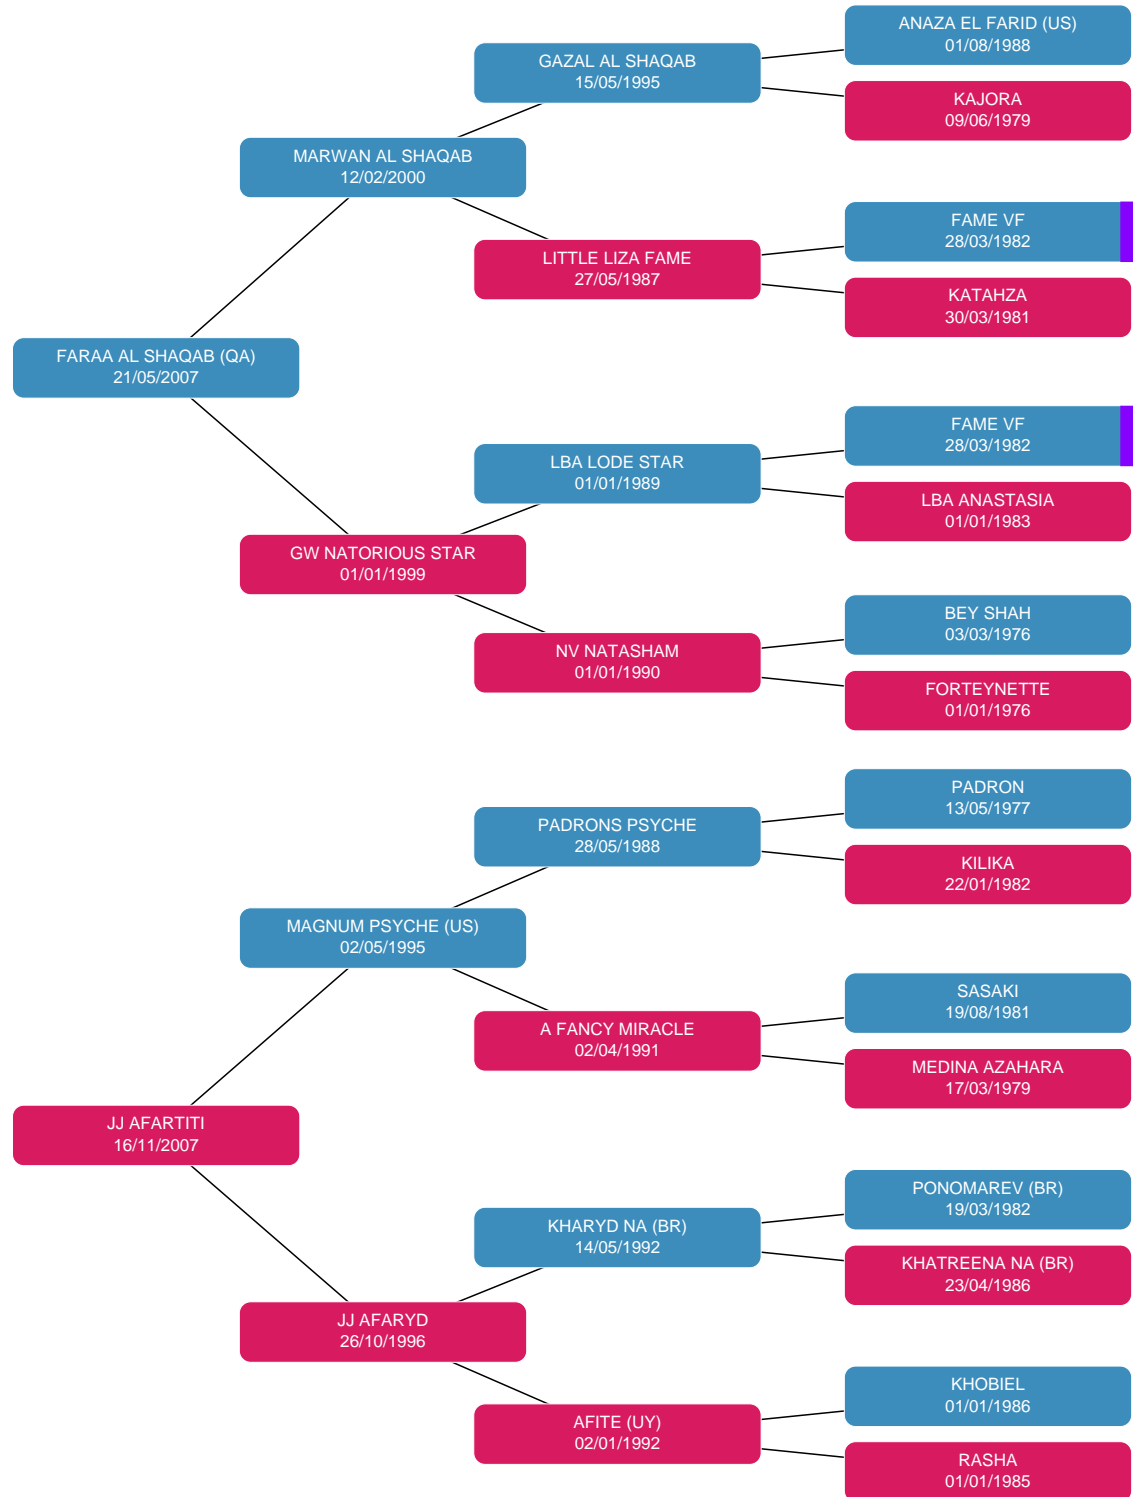 ANAZA EL FARID (US)
01/08/1988
GAZAL AL SHAQAB
15/05/1995
KAJORA
09/06/1979
MARWAN AL SHAQAB
12/02/2000
FAME VF
28/03/1982
LITTLE LIZA FAME
27/05/1987
KATAHZA
30/03/1981
FARAA AL SHAQAB (QA)
21/05/2007
FAME VF
28/03/1982
LBA LODE STAR
01/01/1989
LBA ANASTASIA
01/01/1983
GW NATORIOUS STAR
01/01/1999
BEY SHAH
03/03/1976
NV NATASHAM
01/01/1990
FORTEYNETTE
01/01/1976
PADRON
13/05/1977
PADRONS PSYCHE
28/05/1988
KILIKA
22/01/1982
MAGNUM PSYCHE (US)
02/05/1995
SASAKI
19/08/1981
A FANCY MIRACLE
02/04/1991
MEDINA AZAHARA
17/03/1979
JJ AFARTITI
16/11/2007
PONOMAREV (BR)
19/03/1982
KHARYD NA (BR)
14/05/1992
KHATREENA NA (BR)
23/04/1986
JJ AFARYD
26/10/1996
KHOBIEL
01/01/1986
AFITE (UY)
02/01/1992
RASHA
01/01/1985